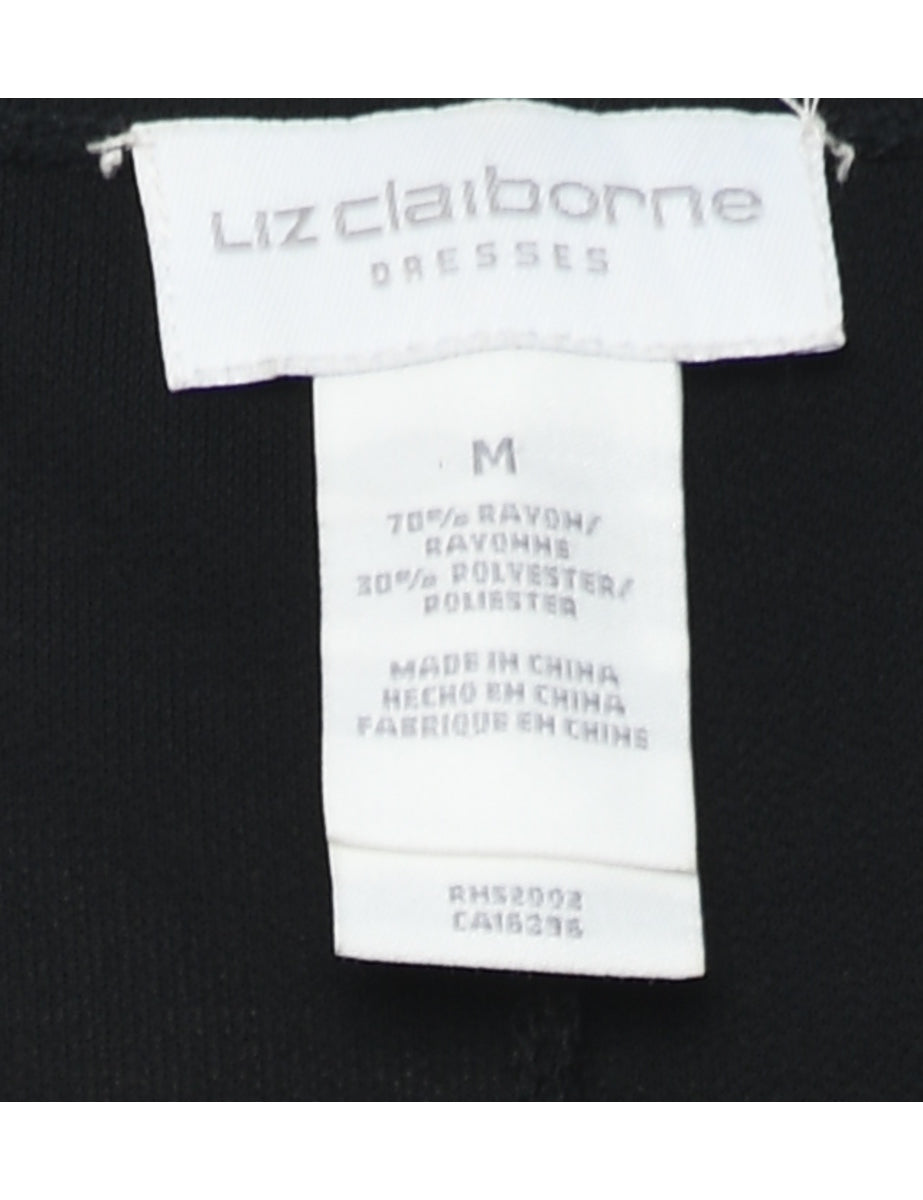 Liz claiborne
DRESSES
M
70% RAYON/
RAYONNE
30% POLYESTER/
POLIESTER
MADE IN CHINA
HECHO EN CHINA
FABRIQUE EN CHINE
RN52002
CA16296